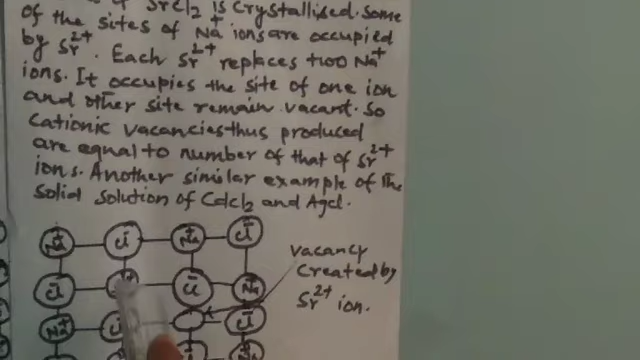 if SrCl2 is Crystallised. Some
of the sites of Na+ ions are occupied
by Sr2+. Each Sr2+ replaces two Na+
ions. It occupies the site of one ion
and other site remain vacant. So
Cationic vacancies thus produced
are equal to number of that of Sr2+
ions. Another similar example of the
solid solution of Cdcl2 and Agcl.
Na+ Cl- Na+ Cl-
vacancy
Created by
Sr2+ ion.
Cl- Cl- Na+
Na+ Cl-